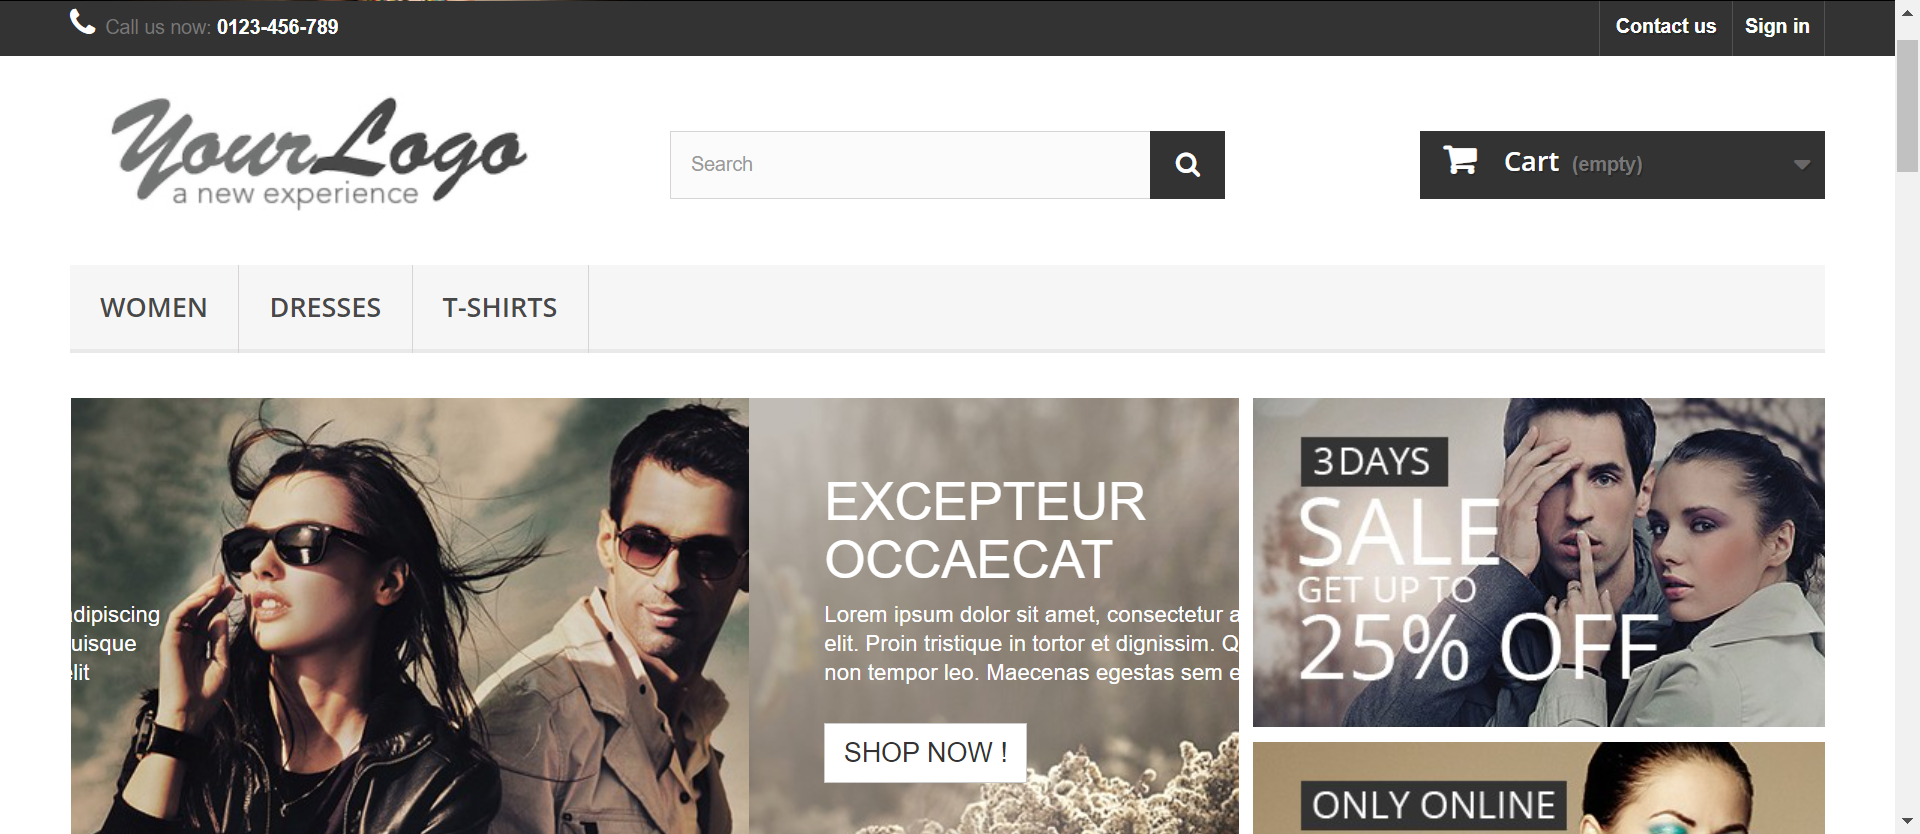 Call us now: 0123-456-789
Contact us
Sign in
YourLogo
a new experience
Search
Cart (empty)
WOMEN
DRESSES
T-SHIRTS
adipiscing
uisque
elit
EXCEPTEUR
OCCAECAT
Lorem ipsum dolor sit amet, consectetur a
elit. Proin tristique in tortor et dignissim. Q
non tempor leo. Maecenas egestas sem e
SHOP NOW !
3 DAYS
SALE
GET UP TO
25% OFF
ONLY ONLINE